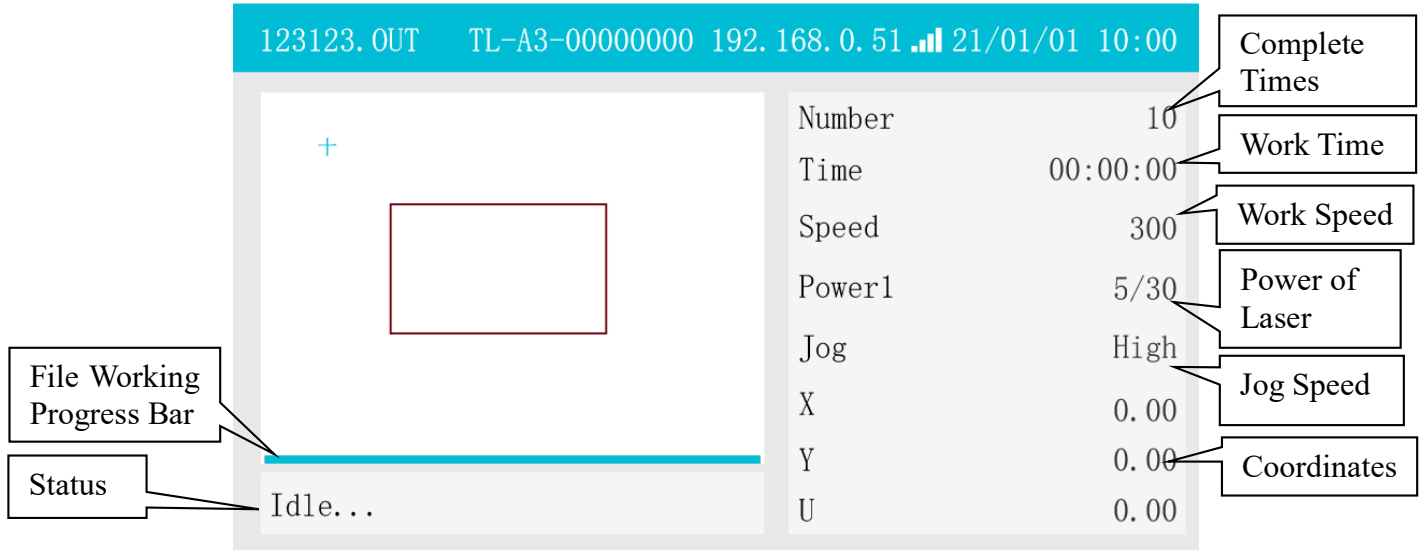 123123.OUT TL-A3-00000000 192.168.0.51 21/01/01 10:00
Number 10
Time 00:00:00
Speed 300
Power1 5/30
Jog High
X 0.00
Y 0.00
U 0.00
Idle...
Complete
Times
Work Time
Work Speed
Power of
Laser
Jog Speed
Coordinates
File Working
Progress Bar
Status